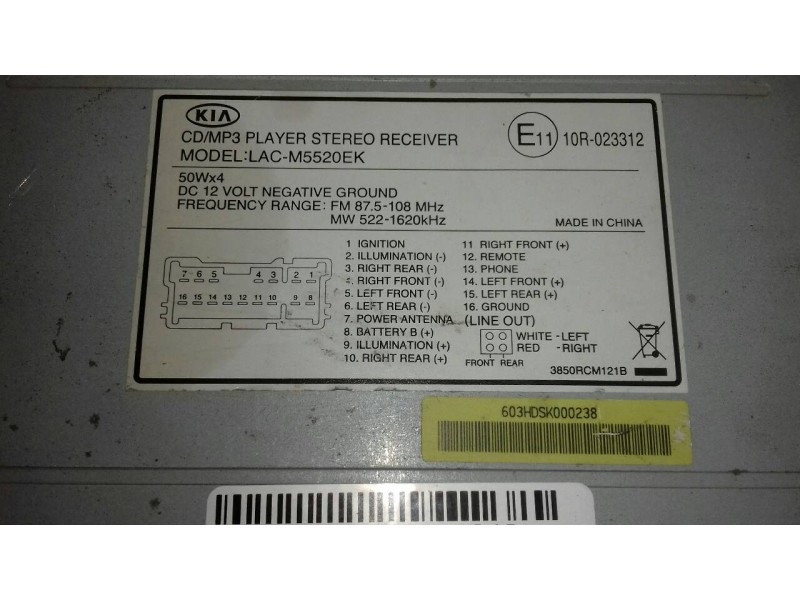 KIA
CD/MP3 PLAYER STEREO RECEIVER
MODEL:LAC-M5520EK
E11 10R-023312
50Wx4
DC 12 VOLT NEGATIVE GROUND
FREQUENCY RANGE: FM 87.5-108 MHz
MW 522-1620kHz
MADE IN CHINA
7 6 5 4 3 2 1
16 15 14 13 12 11 10 9 8
1 IGNITION
2. ILLUMINATION (-)
3. RIGHT REAR (-)
4. RIGHT FRONT (-)
5 LEFT FRONT (-)
6. LEFT REAR (-)
7. POWER ANTENNA
8. BATTERY B (+)
9. ILLUMINATION (+)
10. RIGHT REAR (+)
11 RIGHT FRONT (+)
12. REMOTE
13. PHONE
14. LEFT FRONT (+)
15. LEFT REAR (+)
16. GROUND
(LINE OUT)
WHITE -LEFT
RED -RIGHT
FRONT REAR
3850RCM121B
603HDSK000238